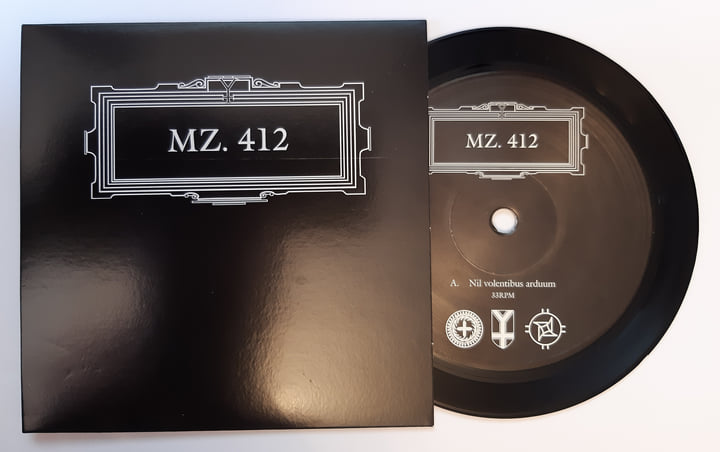 MZ. 412
MZ. 412
A. Nil volentibus arduum
33RPM